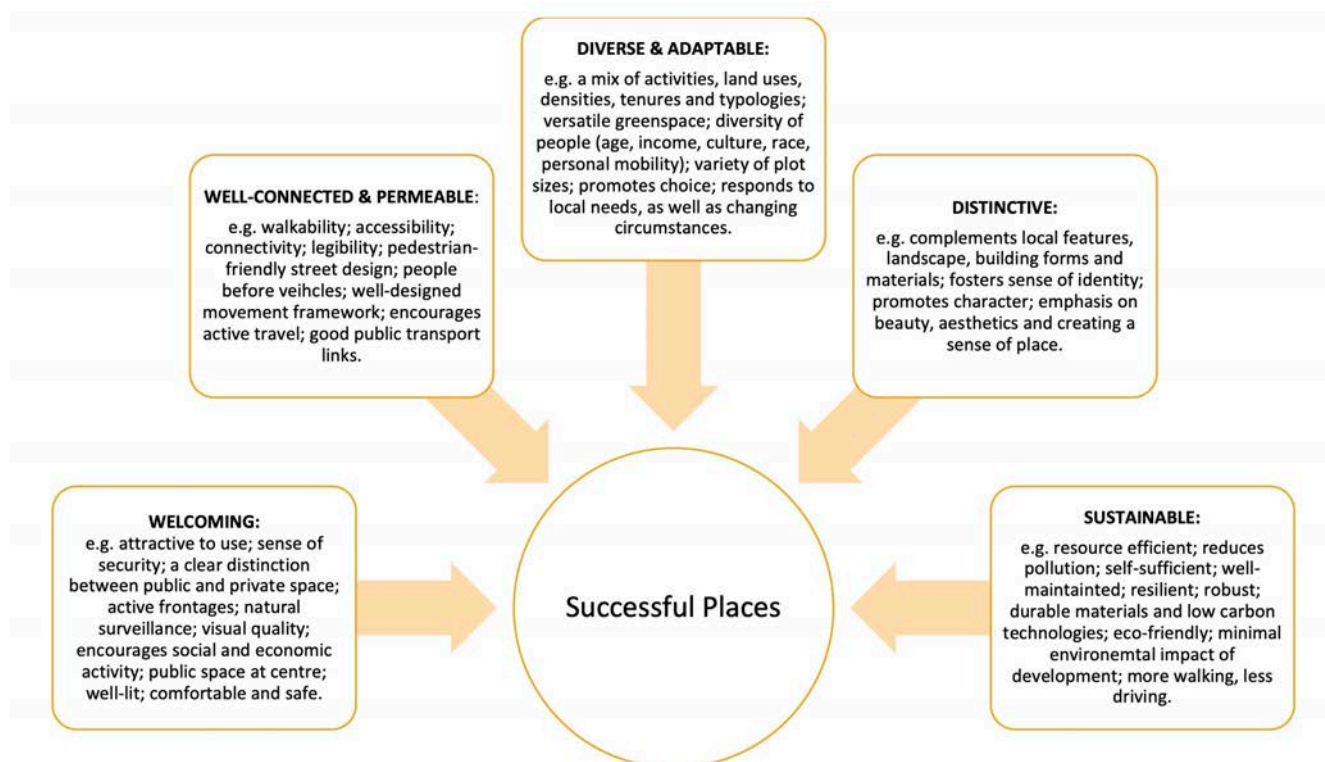 DIVERSE & ADAPTABLE:
e.g. a mix of activities, land uses,
densities, tenures and typologies;
versatile greenspace; diversity of
people (age, income, culture, race,
personal mobility); variety of plot
sizes; promotes choice; responds to
local needs, as well as changing
circumstances.
WELL-CONNECTED & PERMEABLE:
e.g. walkability; accessibility;
connectivity; legibility; pedestrian-
friendly street design; people
before veihcles; well-designed
movement framework; encourages
active travel; good public transport
links.
DISTINCTIVE:
e.g. complements local features,
landscape, building forms and
materials; fosters sense of identity;
promotes character; emphasis on
beauty, aesthetics and creating a
sense of place.
WELCOMING:
e.g. attractive to use; sense of
security; a clear distinction
between public and private space;
active frontages; natural
surveillance; visual quality;
encourages social and economic
activity; public space at centre;
well-lit; comfortable and safe.
Successful Places
SUSTAINABLE:
e.g. resource efficient; reduces
pollution; self-sufficient; well-
maintainted; resilient; robust;
durable materials and low carbon
technologies; eco-friendly; minimal
environemtal impact of
development; more walking, less
driving.